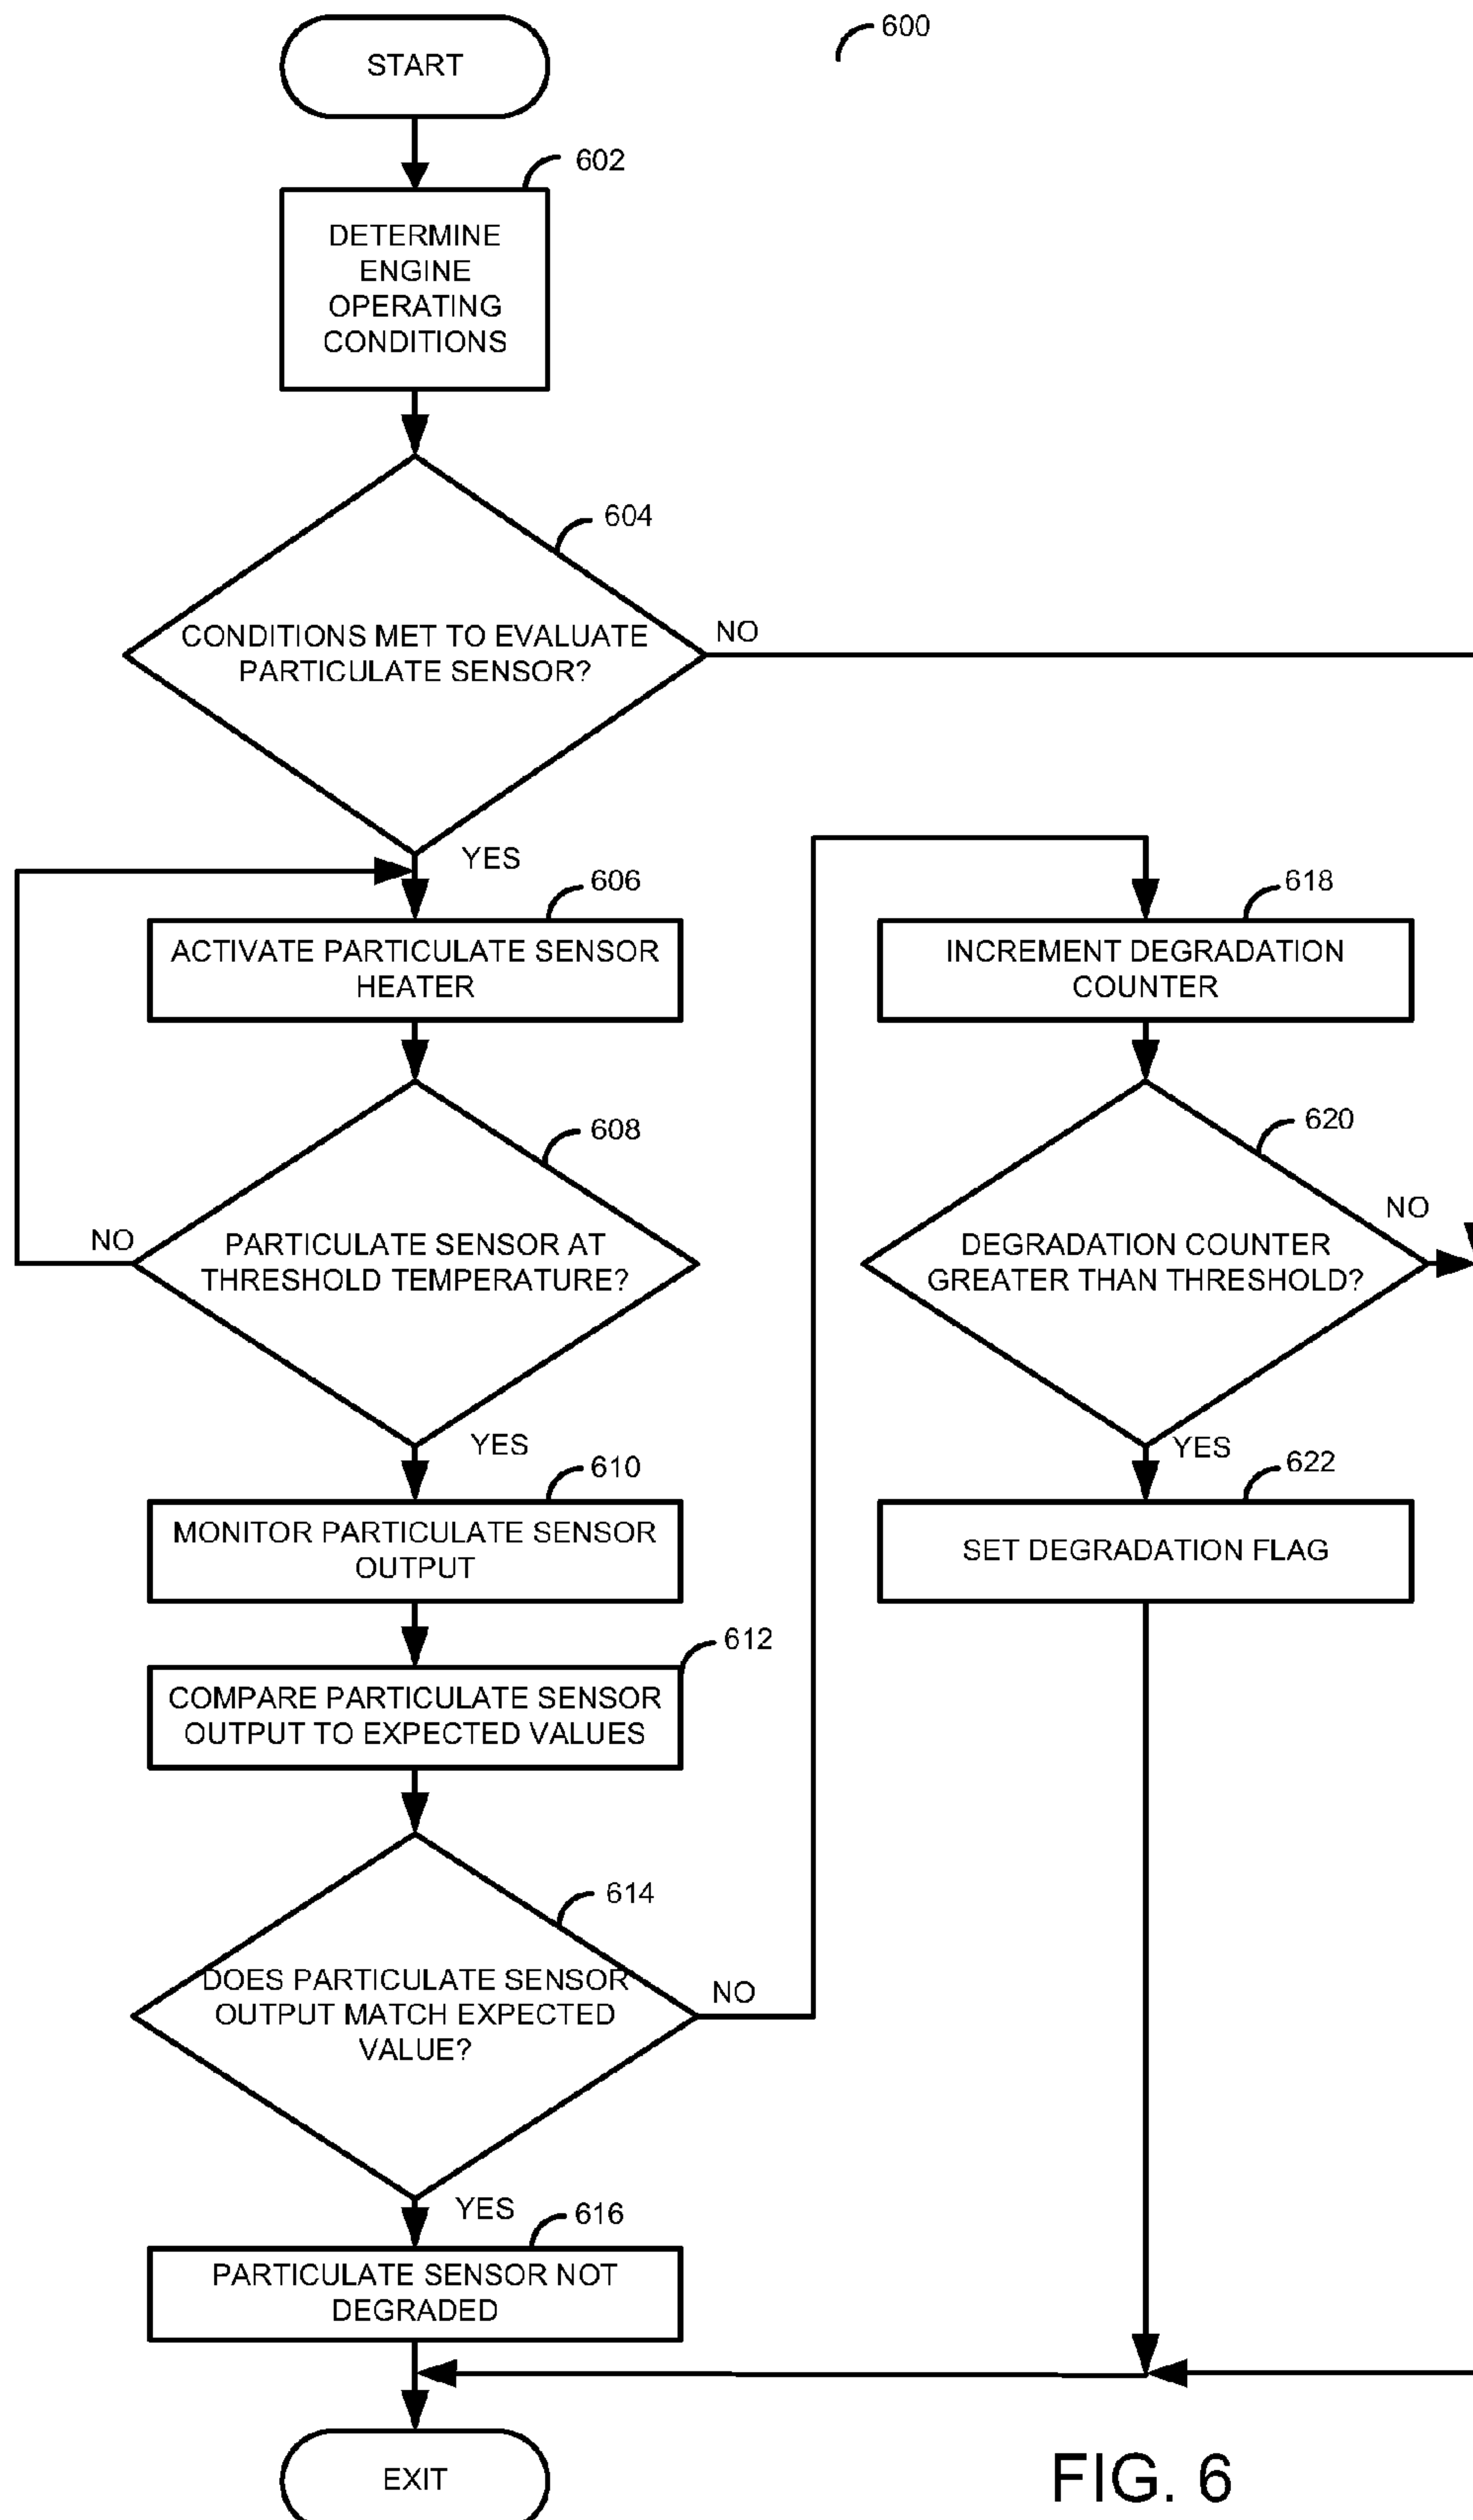 600
START
602
DETERMINE
ENGINE
OPERATING
CONDITIONS
604
CONDITIONS MET TO EVALUATE
PARTICULATE SENSOR?
NO
YES
606
ACTIVATE PARTICULATE SENSOR
HEATER
608
NO
PARTICULATE SENSOR AT
THRESHOLD TEMPERATURE?
YES
610
MONITOR PARTICULATE SENSOR
OUTPUT
612
COMPARE PARTICULATE SENSOR
OUTPUT TO EXPECTED VALUES
614
DOES PARTICULATE SENSOR
OUTPUT MATCH EXPECTED
VALUE?
NO
YES
616
PARTICULATE SENSOR NOT
DEGRADED
618
INCREMENT DEGRADATION
COUNTER
620
NO
DEGRADATION COUNTER
GREATER THAN THRESHOLD?
YES
622
SET DEGRADATION FLAG
EXIT
FIG. 6